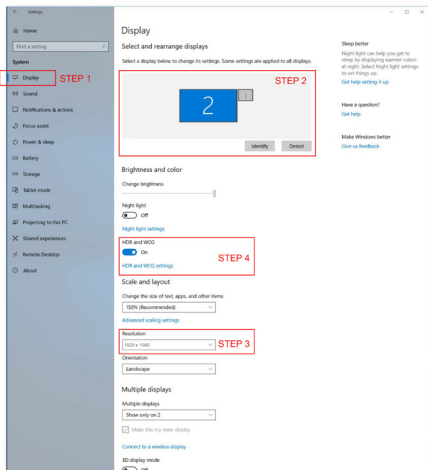 Settings
Home
Find a setting
System
Display
STEP 1
Sound
Notifications & actions
Focus assist
Power & sleep
Battery
Storage
Tablet mode
Multitasking
Projecting to this PC
Shared experiences
Remote Desktop
About
Display
Select and rearrange displays
Select a display below to change its settings. Some settings are applied to all displays.
STEP 2
2
1
Identify
Detect
Brightness and color
Change brightness
Night light
Off
Night light settings
HDR and WCG
On
STEP 4
HDR and WCG settings
Scale and layout
Change the size of text, apps, and other items
150% (Recommended)
Advanced scaling settings
Resolution
1920 x 1080
STEP 3
Orientation
Landscape
Multiple displays
Multiple displays
Show only on 2
Make this my main display
Connect to a wireless display
3D display mode
Off
Sleep better
Night light can help you get to
sleep by displaying warmer colors
at night. Select Night light settings
to set things up.
Get help setting it up
Have a question?
Get help
Make Windows better
Give us feedback